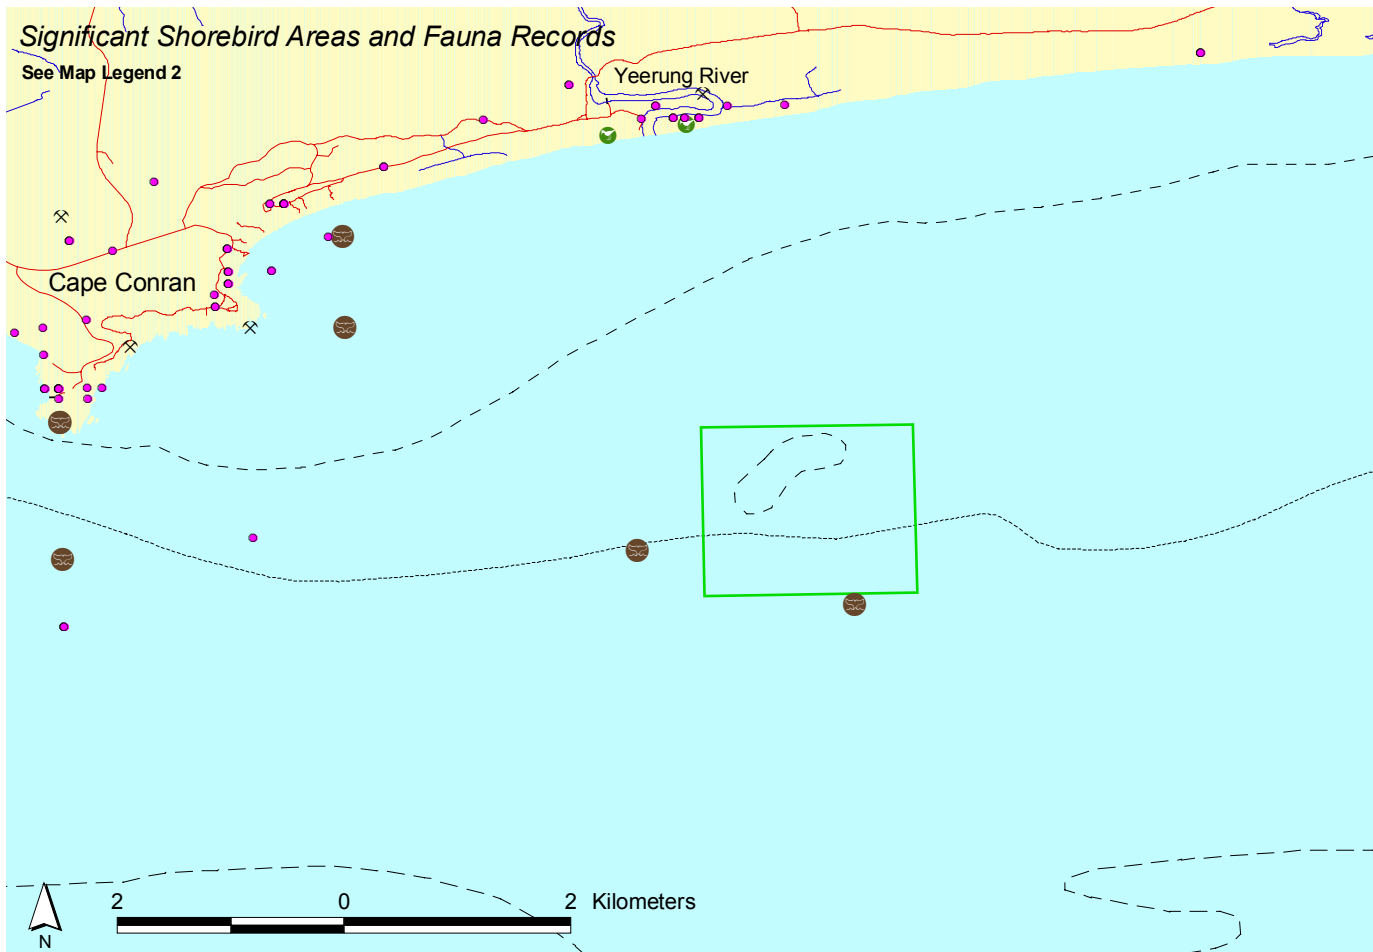 Significant Shorebird Areas and Fauna Records
See Map Legend 2
Yeerung River
Cape Conran
2 0 2 Kilometers
N